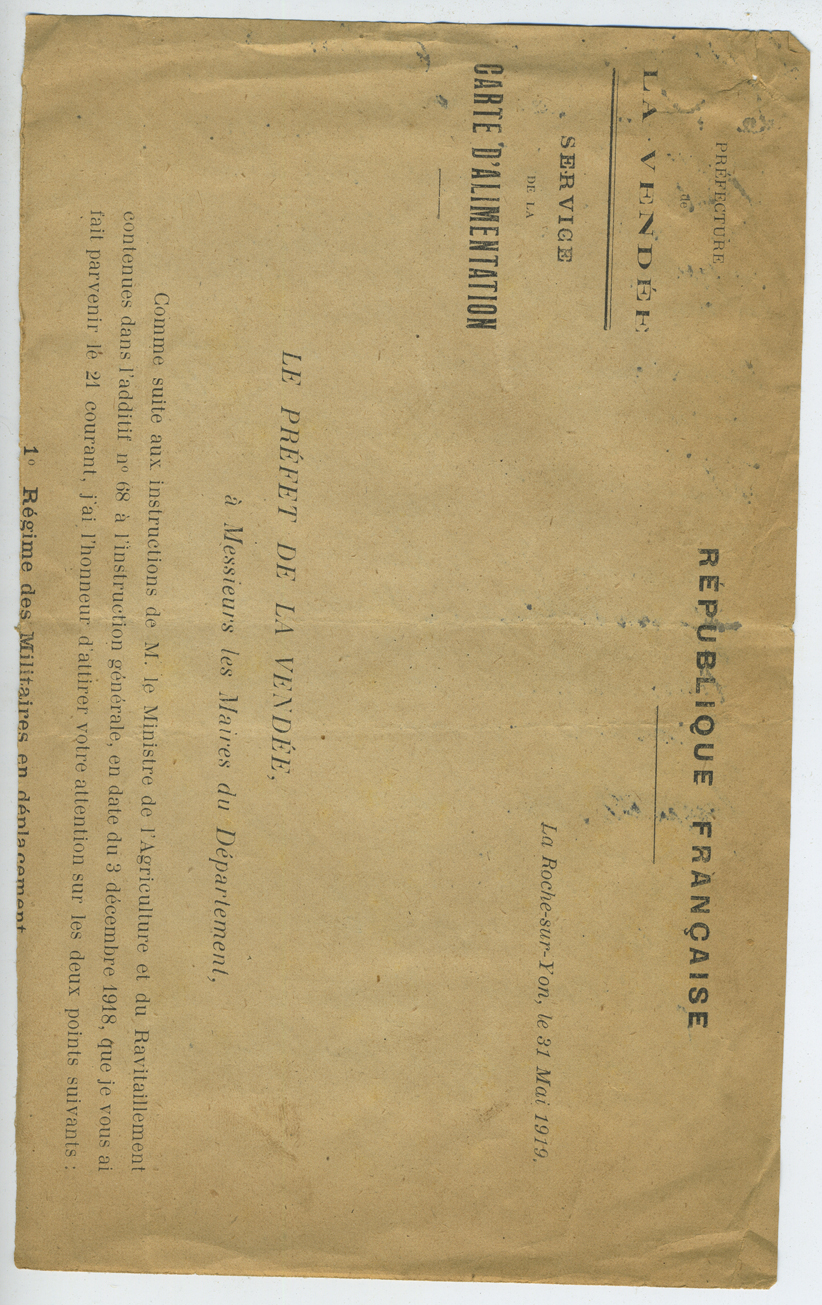 PRÉFECTURE
de
LA VENDÉE
SERVICE
DE LA
CARTE D'ALIMENTATION
RÉPUBLIQUE FRANÇAISE
La Roche-sur-Yon, le 31 Mai 1919.
LE PRÉFET DE LA VENDÉE,
à Messieurs les Maires du Département,
Comme suite aux instructions de M. le Ministre de l'Agriculture et du Ravitaillement
contenues dans l'additif nº 68 à l'instruction générale, en date du 3 décembre 1918, que je vous ai
fait parvenir le 21 courant, j'ai l'honneur d'attirer votre attention sur les deux points suivants :
1º Régime des Militaires en déplacement